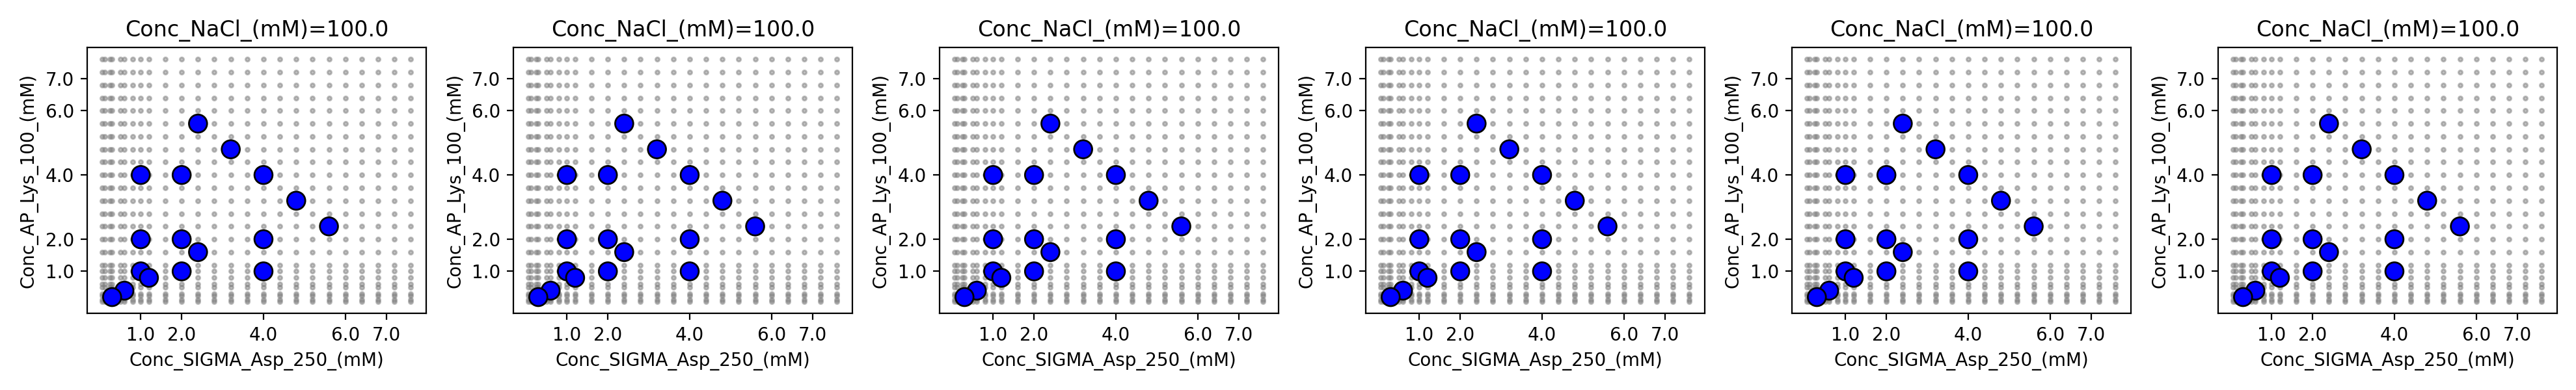 Conc_NaCl_(mM)=100.0 Conc_NaCl_(mM)=100.0 Conc_NaCl_(mM)=100.0 Conc_NaCl_(mM)=100.0 Conc_NaCl_(mM)=100.0 Conc_NaCl_(mM)=100.0
Conc_AP_Lys_100_(mM) Conc_AP_Lys_100_(mM) Conc_AP_Lys_100_(mM) Conc_AP_Lys_100_(mM) Conc_AP_Lys_100_(mM) Conc_AP_Lys_100_(mM)
7.0 7.0 7.0 7.0 7.0 7.0
6.0 6.0 6.0 6.0 6.0 6.0
4.0 4.0 4.0 4.0 4.0 4.0
2.0 2.0 2.0 2.0 2.0 2.0
1.0 1.0 1.0 1.0 1.0 1.0
1.0 2.0 4.0 6.0 7.0 1.0 2.0 4.0 6.0 7.0 1.0 2.0 4.0 6.0 7.0 1.0 2.0 4.0 6.0 7.0 1.0 2.0 4.0 6.0 7.0 1.0 2.0 4.0 6.0 7.0
Conc_SIGMA_Asp_250_(mM) Conc_SIGMA_Asp_250_(mM) Conc_SIGMA_Asp_250_(mM) Conc_SIGMA_Asp_250_(mM) Conc_SIGMA_Asp_250_(mM) Conc_SIGMA_Asp_250_(mM)